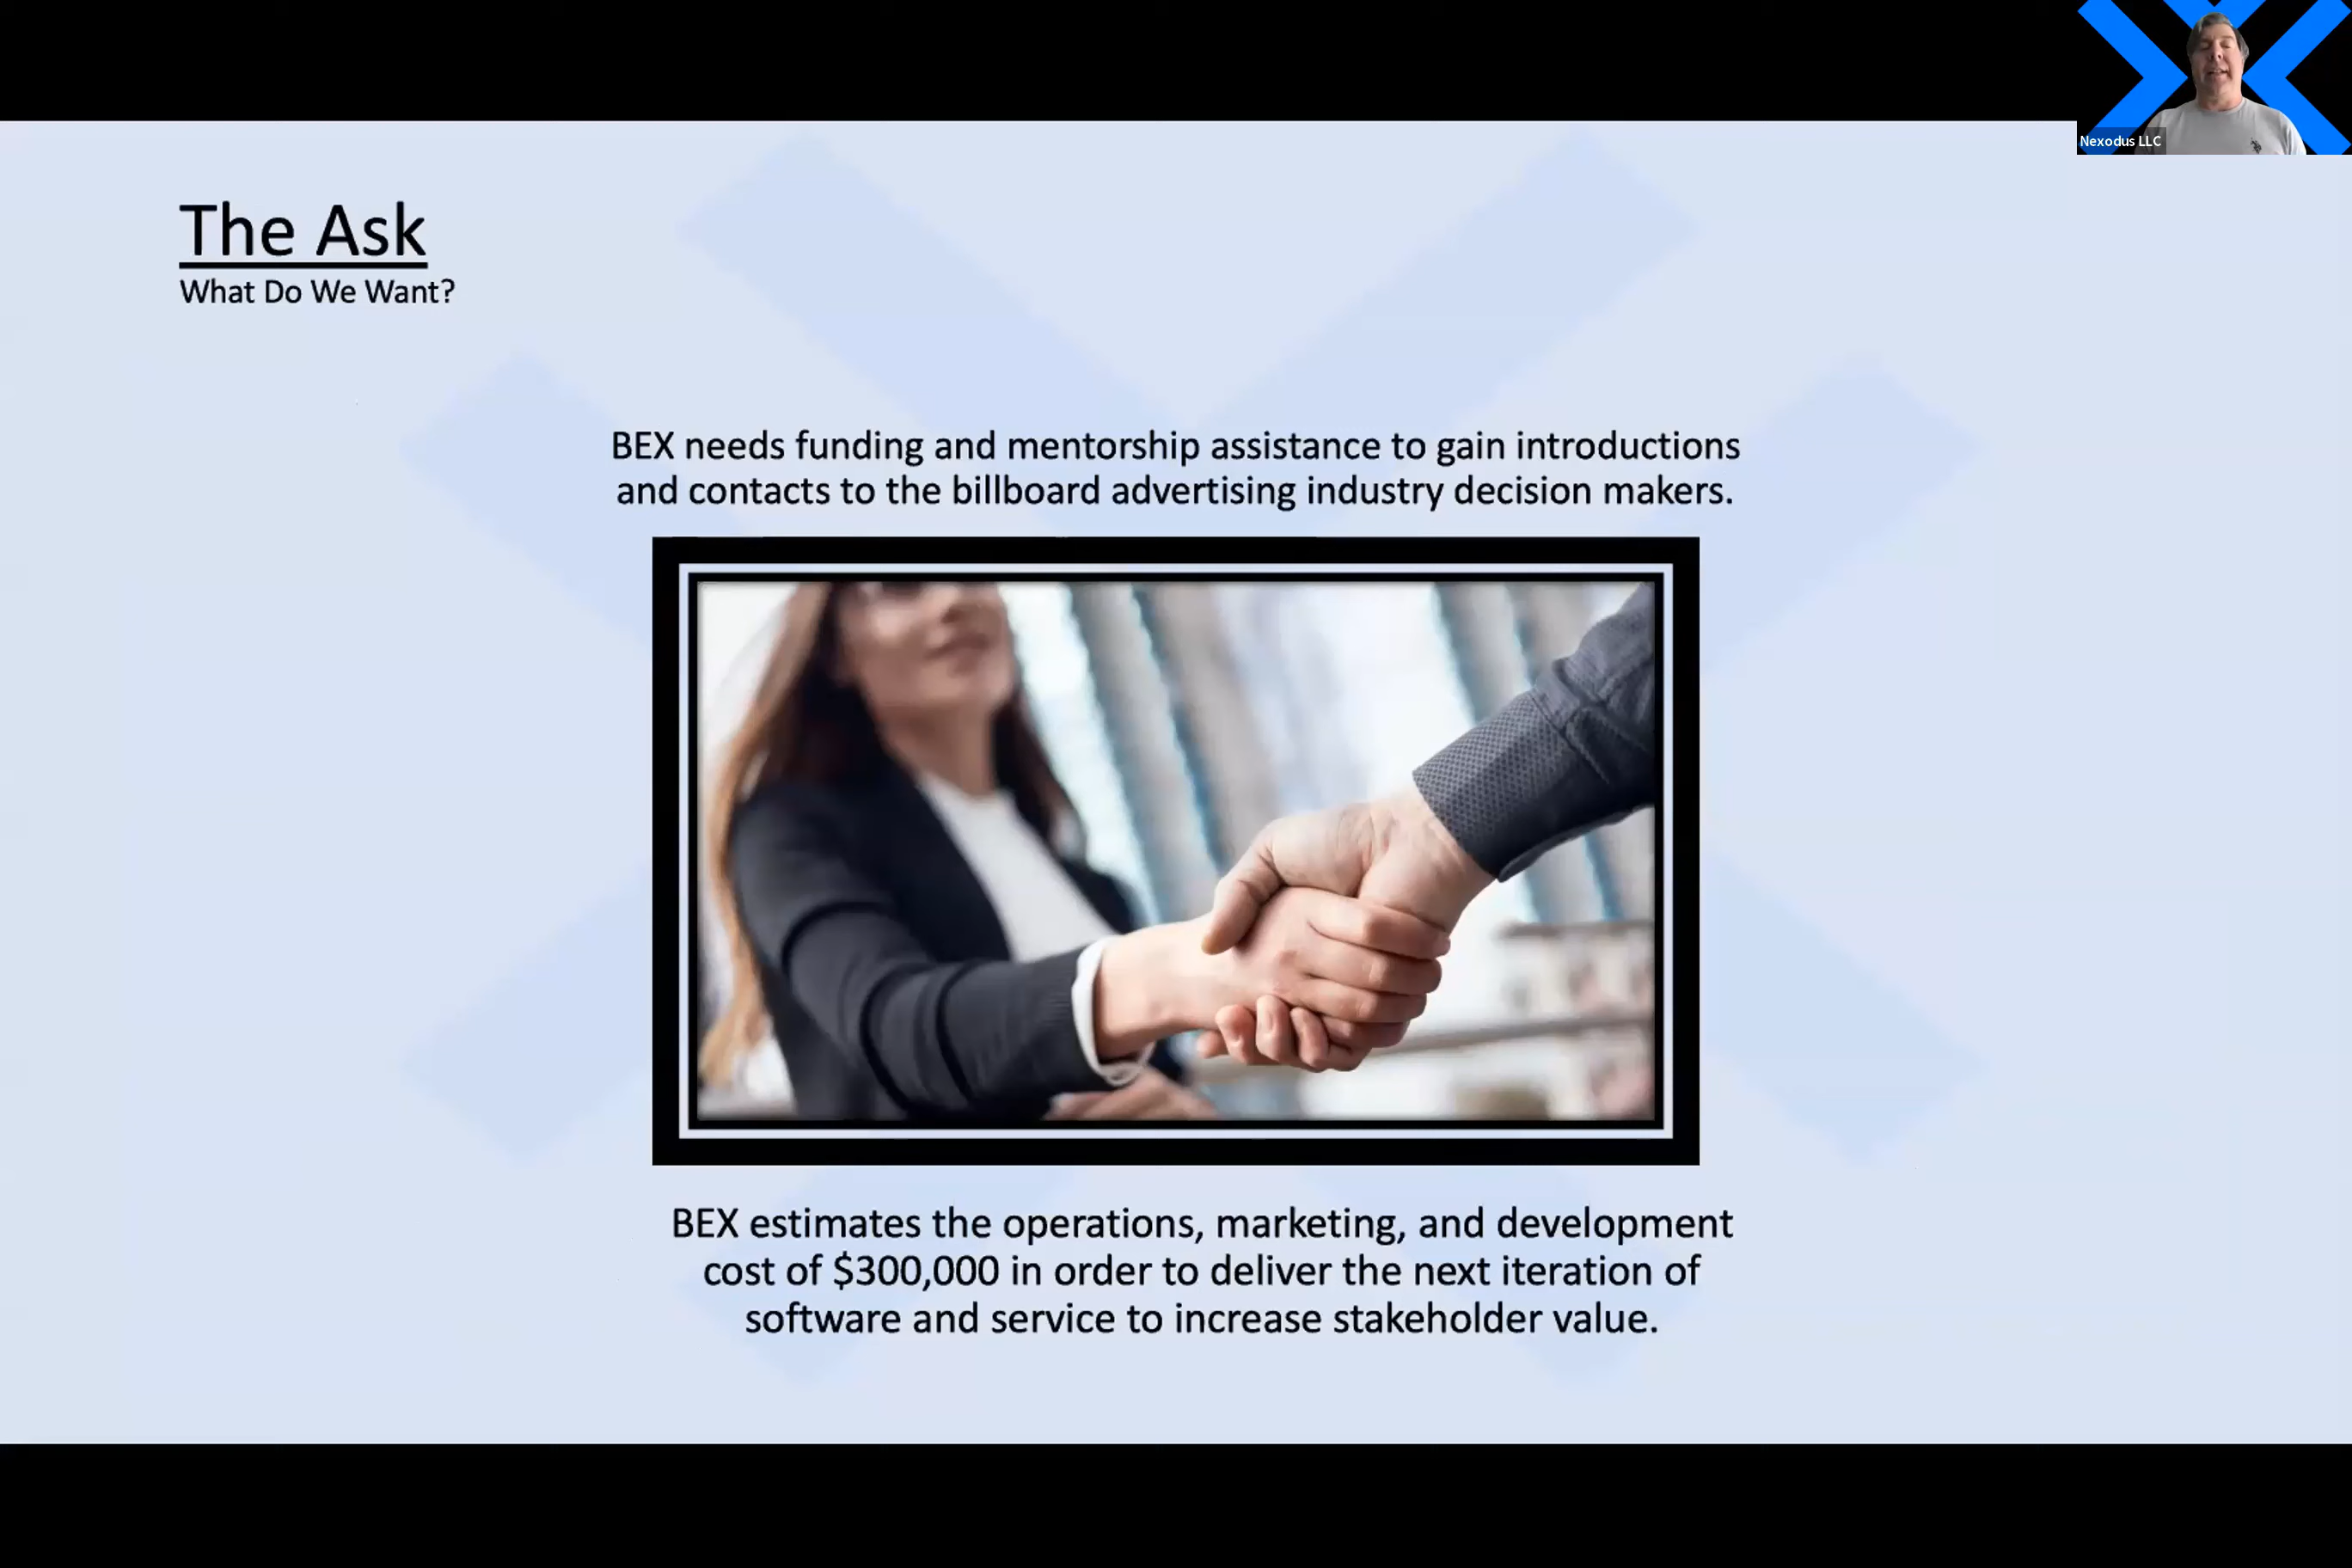 Nexodus LLC
The Ask
What Do We Want?
BEX needs funding and mentorship assistance to gain introductions
and contacts to the billboard advertising industry decision makers.
BEX estimates the operations, marketing, and development
cost of $300,000 in order to deliver the next iteration of
software and service to increase stakeholder value.